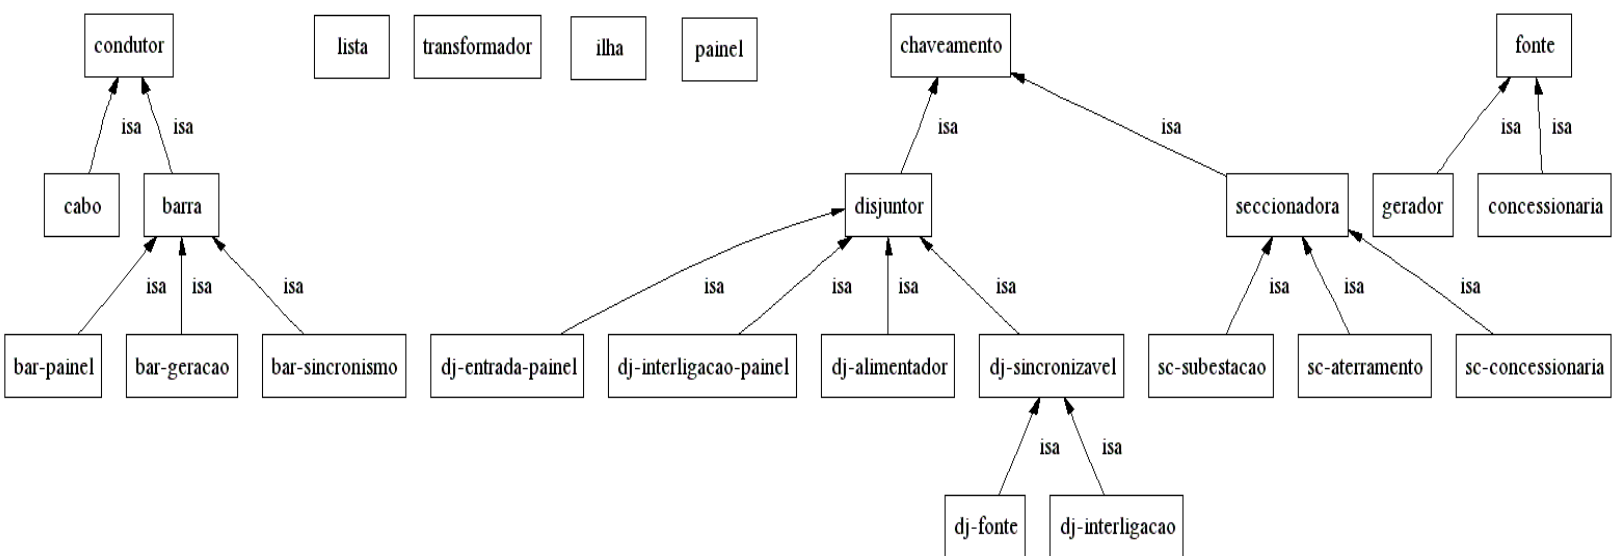 condutor
lista
transformador
ilha
painel
chaveamento
fonte
isa
isa
isa
isa
isa
isa
cabo
barra
disjuntor
seccionadora
gerador
concessionaria
isa
isa
isa
isa
isa
isa
isa
isa
isa
isa
bar-painel
bar-geracao
bar-sincronismo
dj-entrada-painel
dj-interligacao-painel
dj-alimentador
dj-sincronizavel
sc-subestacao
sc-aterramento
sc-concessionaria
isa
isa
dj-fonte
dj-interligacao